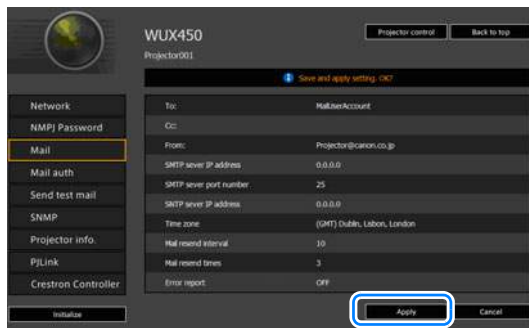 WUX450
Projector001
Projector control
Back to top
Save and apply setting. OK?
Network
NMPJ Password
Mail
Mail auth
Send test mail
SNMP
Projector info.
PJLink
Crestron Controller
Initialize
To: MailUserAccount
Cc:
From: Projector@canon.co.jp
SMTP sever IP address 0.0.0.0
SMTP sever port number 25
SNTP sever IP address 0.0.0.0
Time zone (GMT) Dublin, Lisbon, London
Mail resend interval 10
Mail resend times 3
Error report OFF
Apply
Cancel